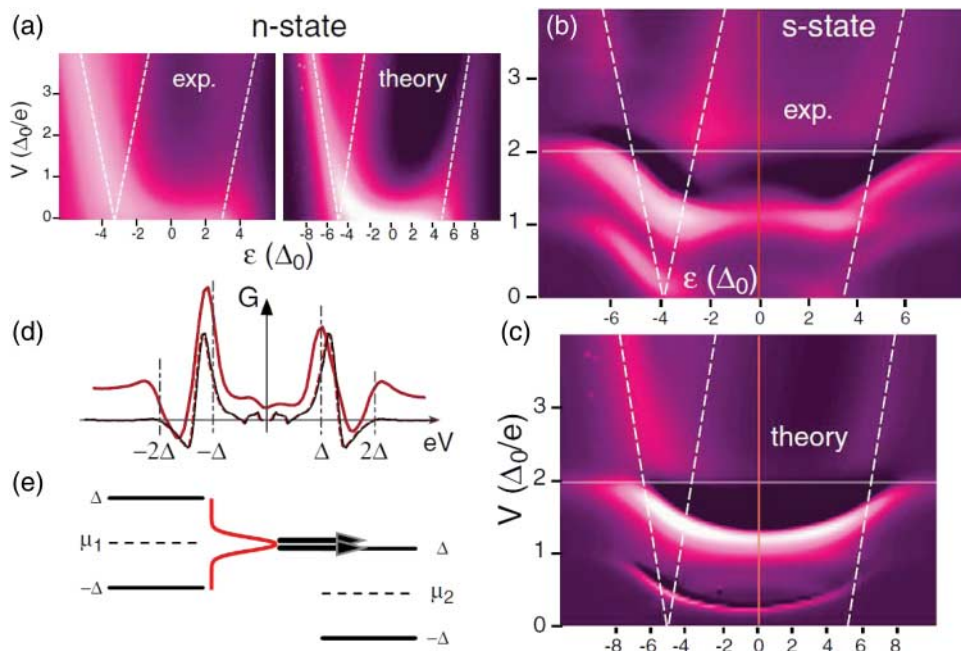 (a) n-state
exp. theory
V (Δ₀/e)
3
2
1
0
-4 -2 0 2 4
-8 -6 -4 -2 0 2 4 6 8
ε (Δ₀)
(b) s-state
exp.
3
2
1
0
ε (Δ₀)
-6 -4 -2 0 2 4 6
(c)
theory
V (Δ₀/e)
3
2
1
0
-8 -6 -4 -2 0 2 4 6 8
(d) G
−2Δ −Δ Δ 2Δ eV
(e)
Δ
μ₁
−Δ
Δ
μ₂
−Δ